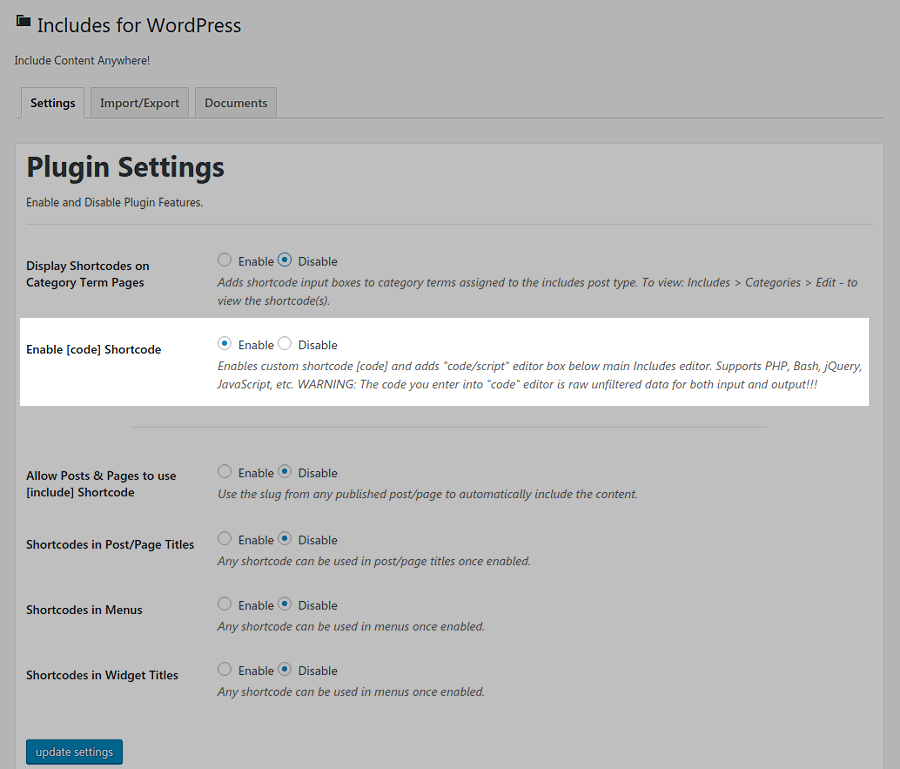 Includes for WordPress
Include Content Anywhere!
Settings
Import/Export
Documents
Plugin Settings
Enable and Disable Plugin Features.
Display Shortcodes on
Category Term Pages
Enable Disable
Adds shortcode input boxes to category terms assigned to the includes post type. To view: Includes > Categories > Edit - to
view the shortcode(s).
Enable [code] Shortcode
Enable Disable
Enables custom shortcode [code] and adds "code/script" editor box below main Includes editor. Supports PHP, Bash, jQuery,
JavaScript, etc. WARNING: The code you enter into "code" editor is raw unfiltered data for both input and output!!!
Allow Posts & Pages to use
[include] Shortcode
Enable Disable
Use the slug from any published post/page to automatically include the content.
Shortcodes in Post/Page Titles
Enable Disable
Any shortcode can be used in post/page titles once enabled.
Shortcodes in Menus
Enable Disable
Any shortcode can be used in menus once enabled.
Shortcodes in Widget Titles
Enable Disable
Any shortcode can be used in menus once enabled.
update settings